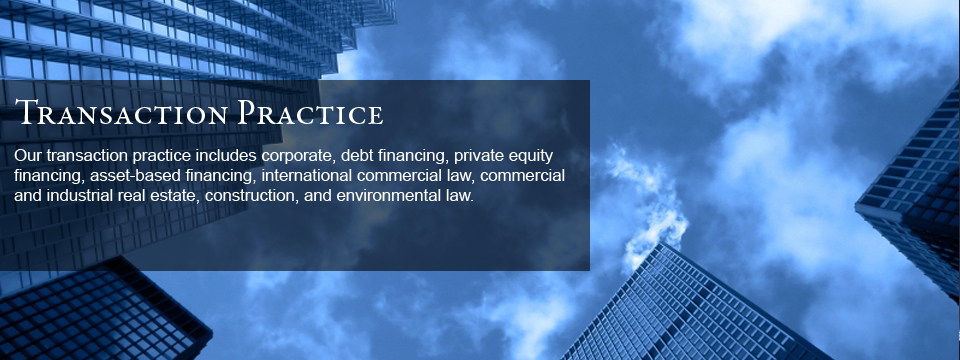 Transaction Practice
Our transaction practice includes corporate, debt financing, private equity
financing, asset-based financing, international commercial law, commercial
and industrial real estate, construction, and environmental law.